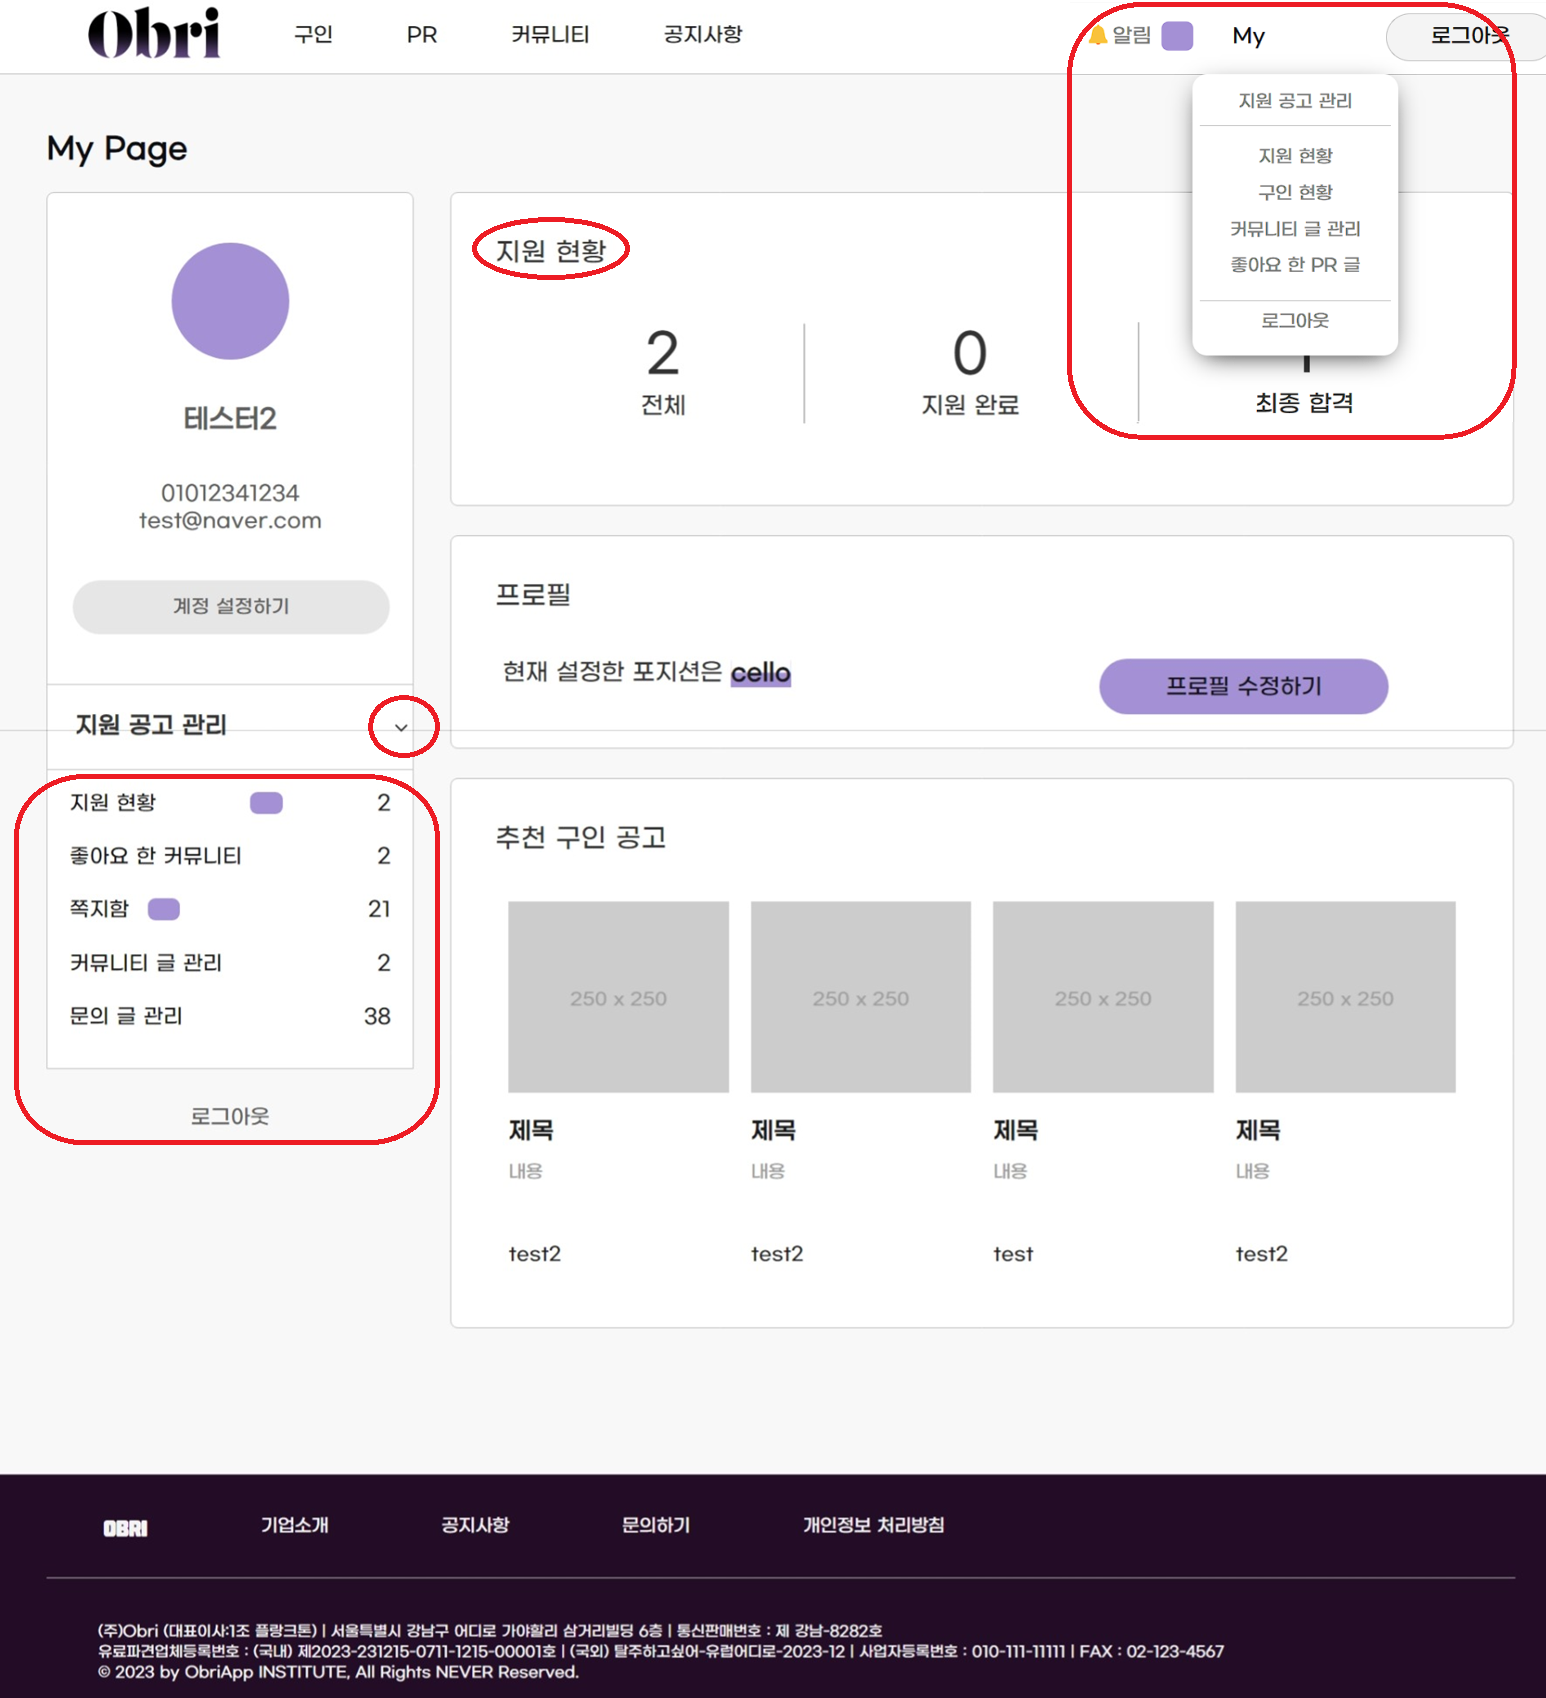 Obri
구인
PR
커뮤니티
공지사항
🔔알림
My
로그아웃
지원 공고 관리
지원 현황
구인 현황
커뮤니티 글 관리
좋아요 한 PR 글
로그아웃
My Page
테스터2
01012341234
test@naver.com
계정 설정하기
지원 공고 관리
지원 현황 2
좋아요 한 커뮤니티 2
쪽지함 21
커뮤니티 글 관리 2
문의 글 관리 38
로그아웃
지원 현황
2
전체
0
지원 완료
최종 합격
프로필
현재 설정한 포지션은 cello
프로필 수정하기
추천 구인 공고
250 x 250
250 x 250
250 x 250
250 x 250
제목
제목
제목
제목
내용
내용
내용
내용
test2
test2
test
test2
OBRI
기업소개
공지사항
문의하기
개인정보 처리방침
(주)Obri (대표이사:1조 플랑크톤) | 서울특별시 강남구 어디로 가야할리 삼거리빌딩 6층 | 통신판매번호 : 제 강남-8282호
유료파견업체등록번호 : (국내) 제2023-231215-0711-1215-00001호 | (국외) 탈주하고싶어-유럽어디로-2023-12 | 사업자등록번호 : 010-111-11111 | FAX : 02-123-4567
© 2023 by ObriApp INSTITUTE, All Rights NEVER Reserved.